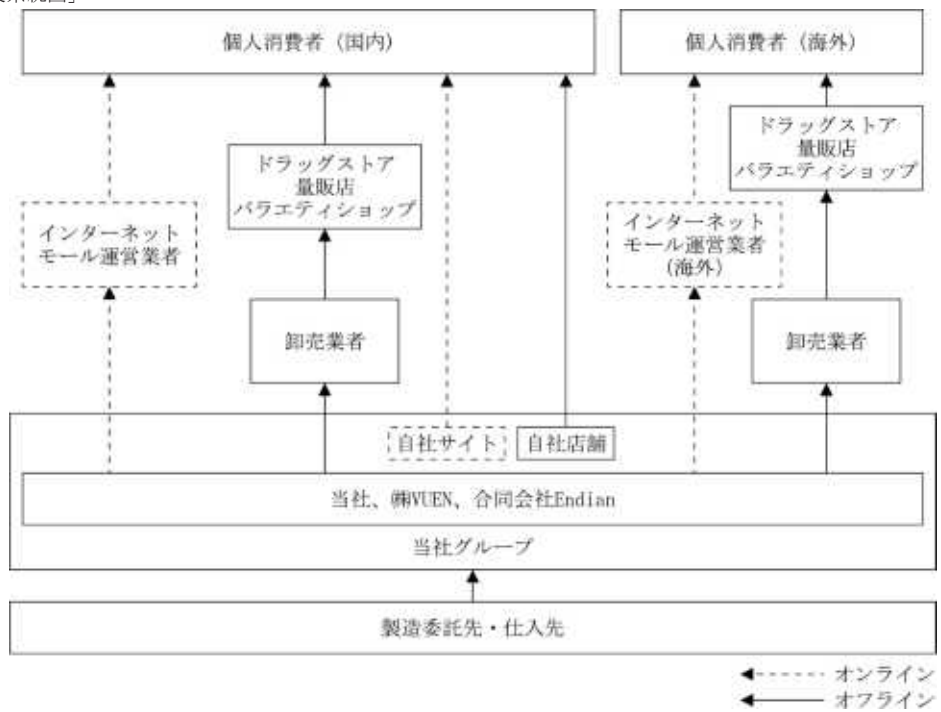 個人消費者（国内）
個人消費者（海外）
ドラッグストア
量販店
バラエティショップ
ドラッグストア
量販店
バラエティショップ
インターネット
モール運営業者
インターネット
モール運営業者
(海外)
卸売業者
卸売業者
自社サイト
自社店舗
当社、㈱VUEN、合同会社Endian
当社グループ
製造委託先・仕入先
オンライン
オフライン